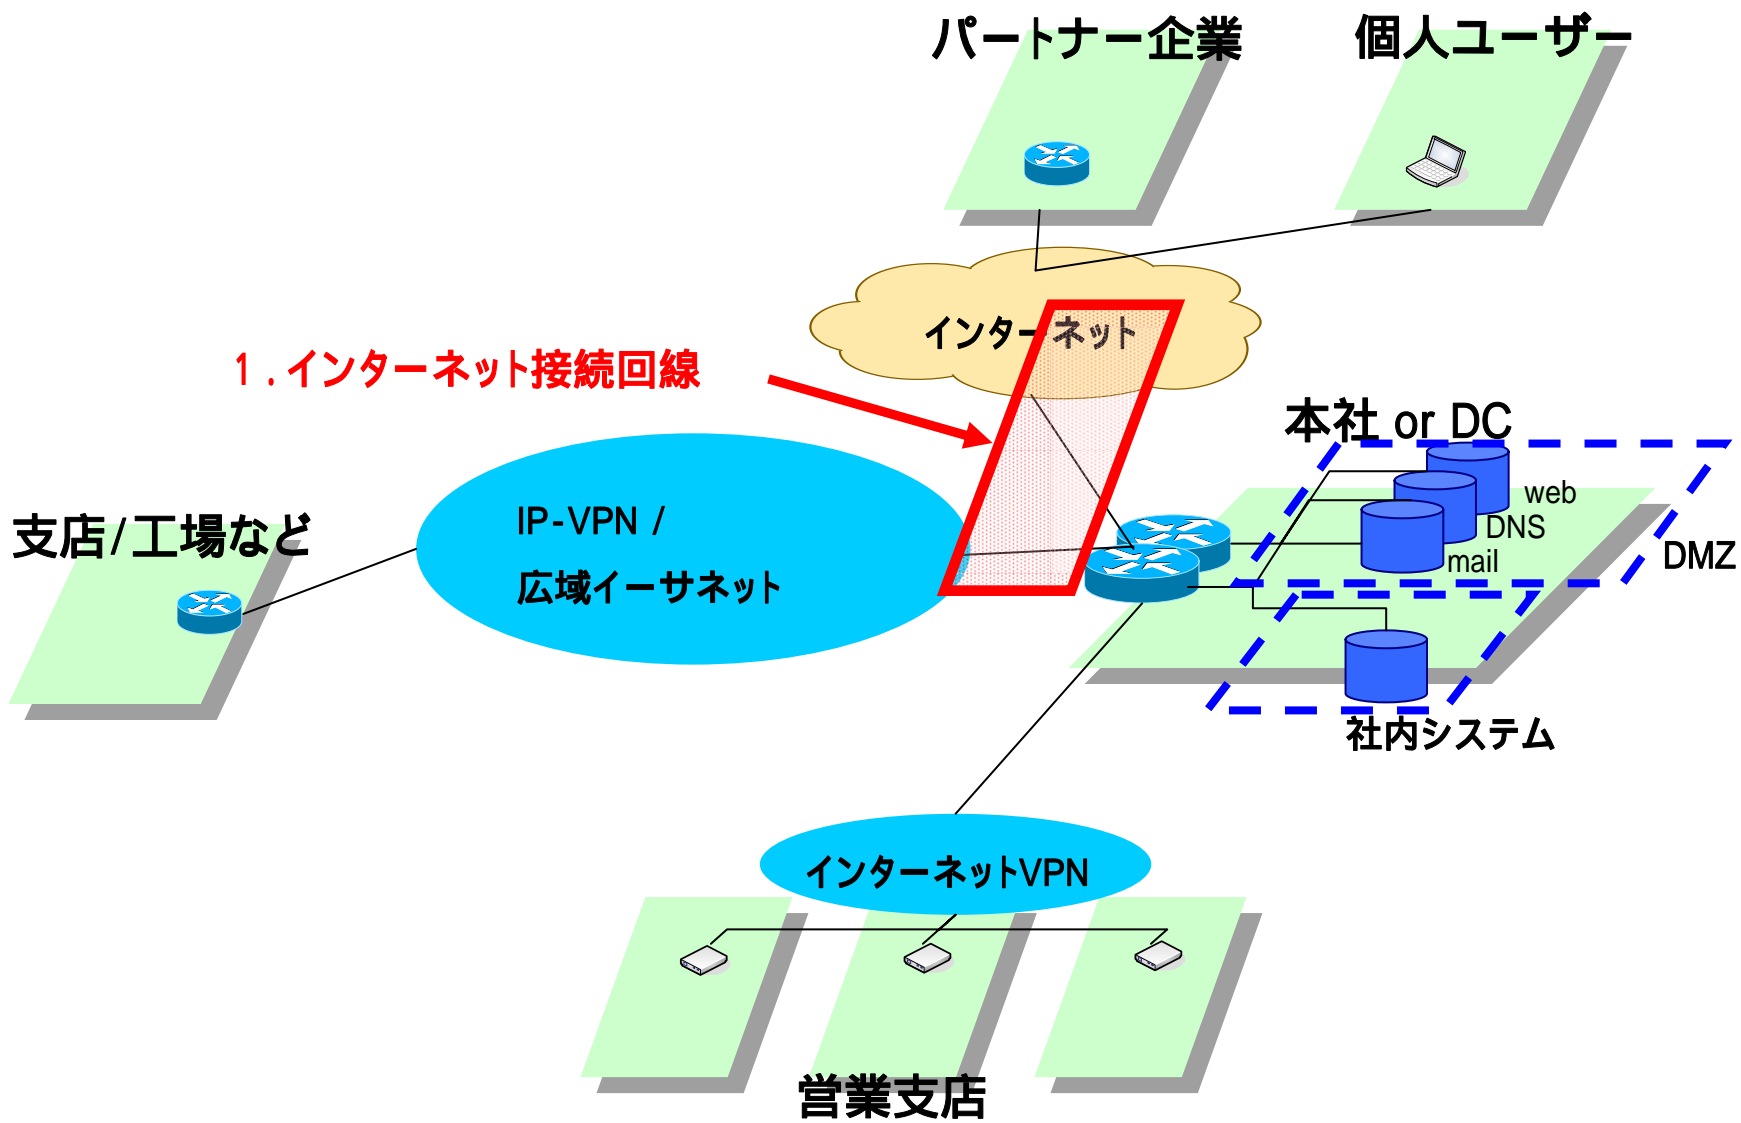 パートナー企業
個人ユーザー
インターネット
1．インターネット接続回線
本社 or DC
web
DNS
mail
DMZ
支店/工場など
IP-VPN /
広域イーサネット
社内システム
インターネットVPN
営業支店